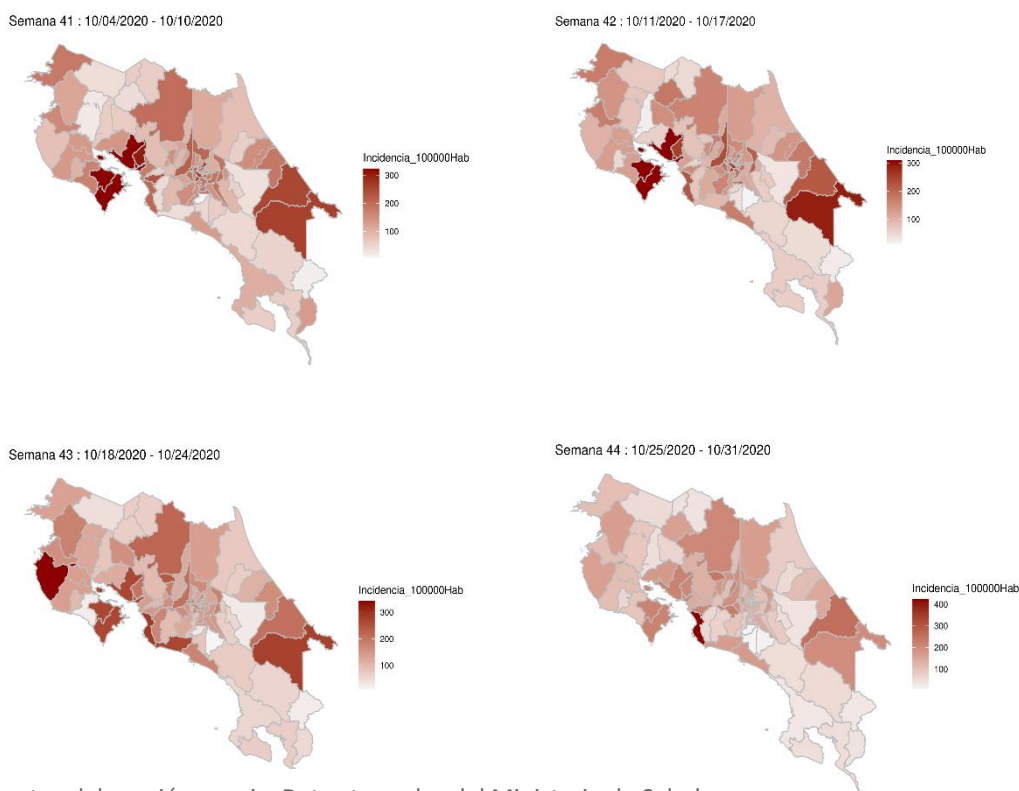 Semana 41 : 10/04/2020 - 10/10/2020
Incidencia_100000Hab
300
200
100
Semana 42 : 10/11/2020 - 10/17/2020
Incidencia_100000Hab
300
200
100
Semana 43 : 10/18/2020 - 10/24/2020
Incidencia_100000Hab
300
200
100
Semana 44 : 10/25/2020 - 10/31/2020
Incidencia_100000Hab
400
300
200
100